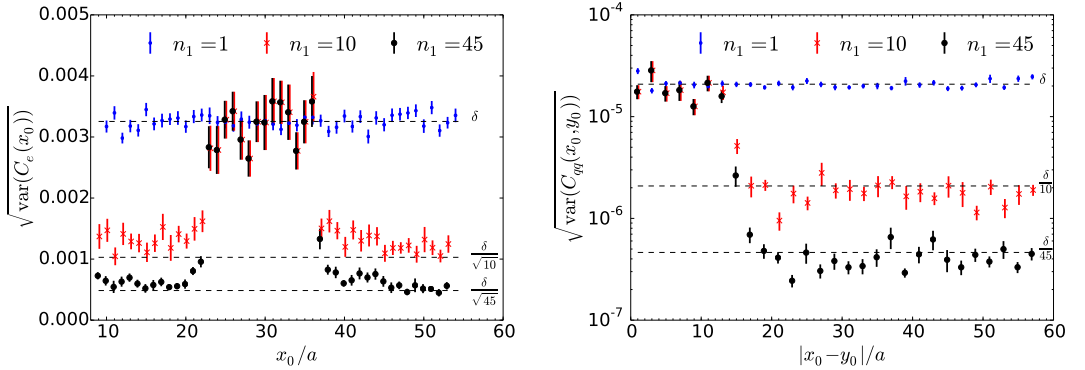 n₁ = 1 n₁ = 10 n₁ = 45
√var(C_e(x₀))
0.005
0.004
0.003
0.002
0.001
0.000
δ
δ/√10
δ/√45
10 20 30 40 50 60
x₀/a
n₁ = 1 n₁ = 10 n₁ = 45
√var(C_qq(x₀,y₀))
10⁻⁴
10⁻⁵
10⁻⁶
10⁻⁷
δ
δ/10
δ/45
0 10 20 30 40 50 60
|x₀−y₀|/a